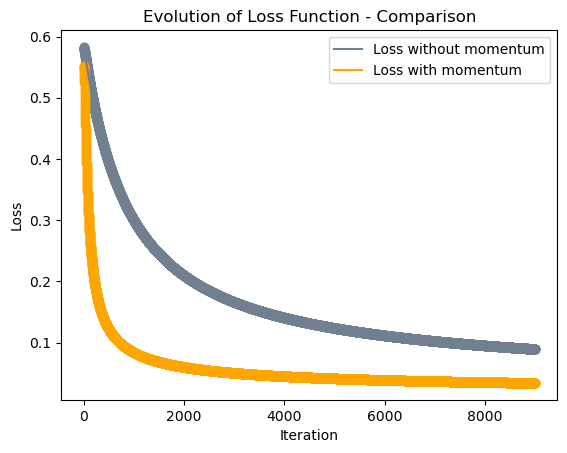 Evolution of Loss Function - Comparison
Loss without momentum
Loss with momentum
0.6
0.5
0.4
0.3
0.2
0.1
Loss
0
2000
4000
6000
8000
Iteration